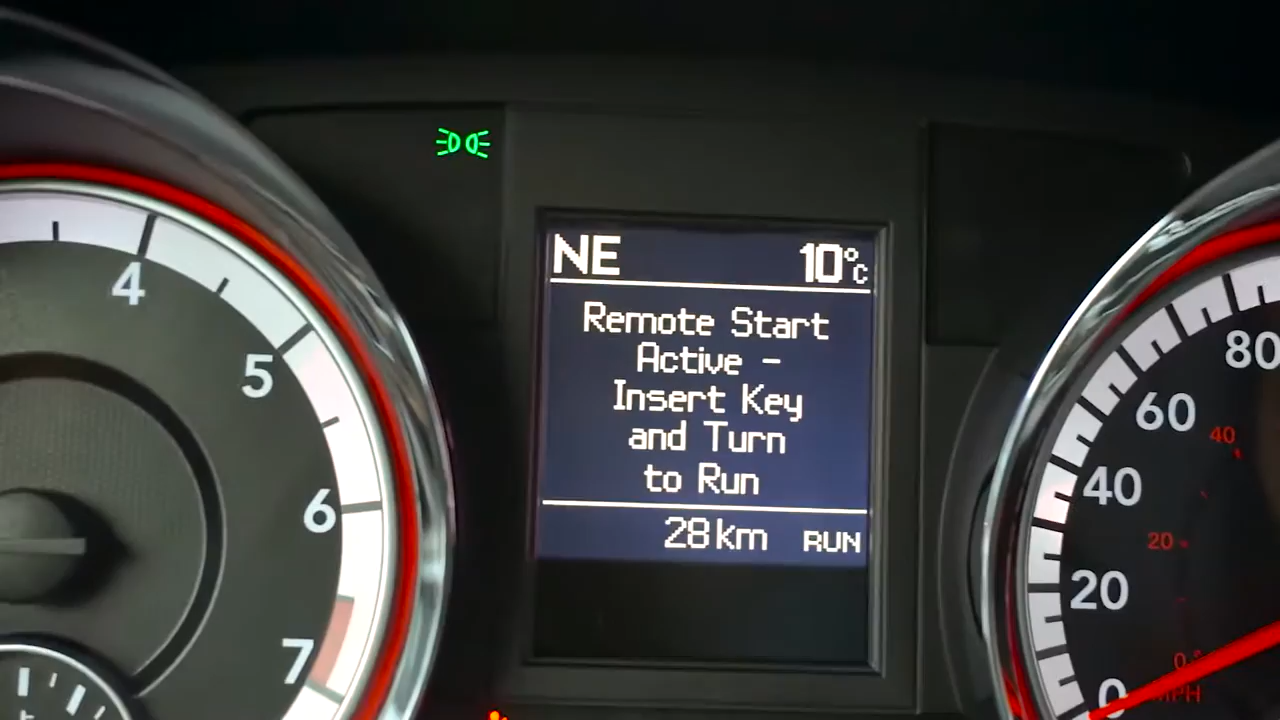 NE 10°C
Remote Start
Active -
Insert Key
and Turn
to Run
28 km RUN
4
5
6
7
80
60
40
20
0
40
20
0
MPH